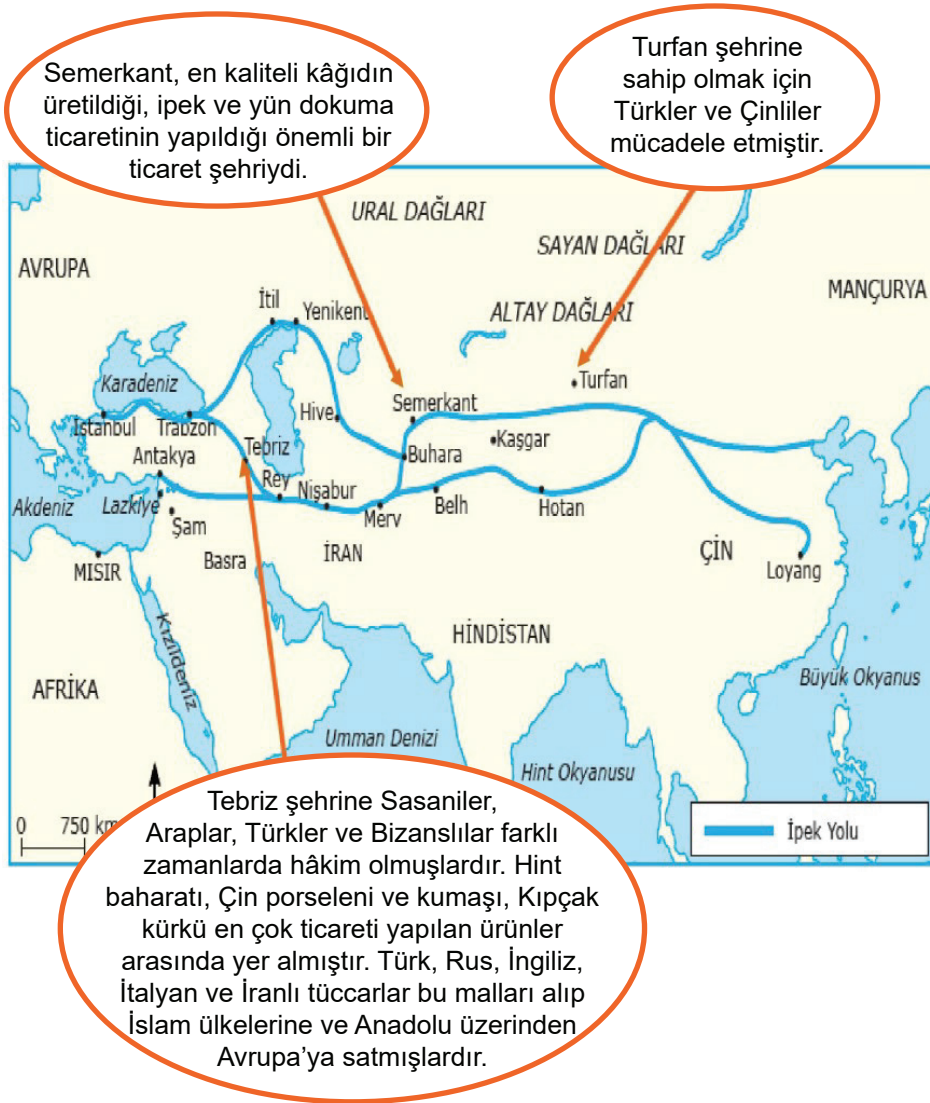 Semerkant, en kaliteli kâğıdın
üretildiği, ipek ve yün dokuma
ticaretinin yapıldığı önemli bir
ticaret şehriydi.
Turfan şehrine
sahip olmak için
Türkler ve Çinliler
mücadele etmiştir.
URAL DAĞLARI
SAYAN DAĞLARI
AVRUPA
MANÇURYA
İtil
Yenikent
ALTAY DAĞLARI
Karadeniz
Turfan
İstanbul
Trabzon
Hive
Semerkant
Kaşgar
Antakya
Tebriz
Buhara
Rey
Nişabur
Akdeniz
Lazkiye
Merv
Belh
Hotan
Şam
MISIR
Basra
İRAN
ÇİN
Loyang
Kızıldeniz
HİNDİSTAN
AFRİKA
Büyük Okyanus
Umman Denizi
Hint Okyanusu
0 750 km
İpek Yolu
Tebriz şehrine Sasaniler,
Araplar, Türkler ve Bizanslılar farklı
zamanlarda hâkim olmuşlardır. Hint
baharatı, Çin porseleni ve kumaşı, Kıpçak
kürkü en çok ticareti yapılan ürünler
arasında yer almıştır. Türk, Rus, İngiliz,
İtalyan ve İranlı tüccarlar bu malları alıp
İslam ülkelerine ve Anadolu üzerinden
Avrupa’ya satmışlardır.